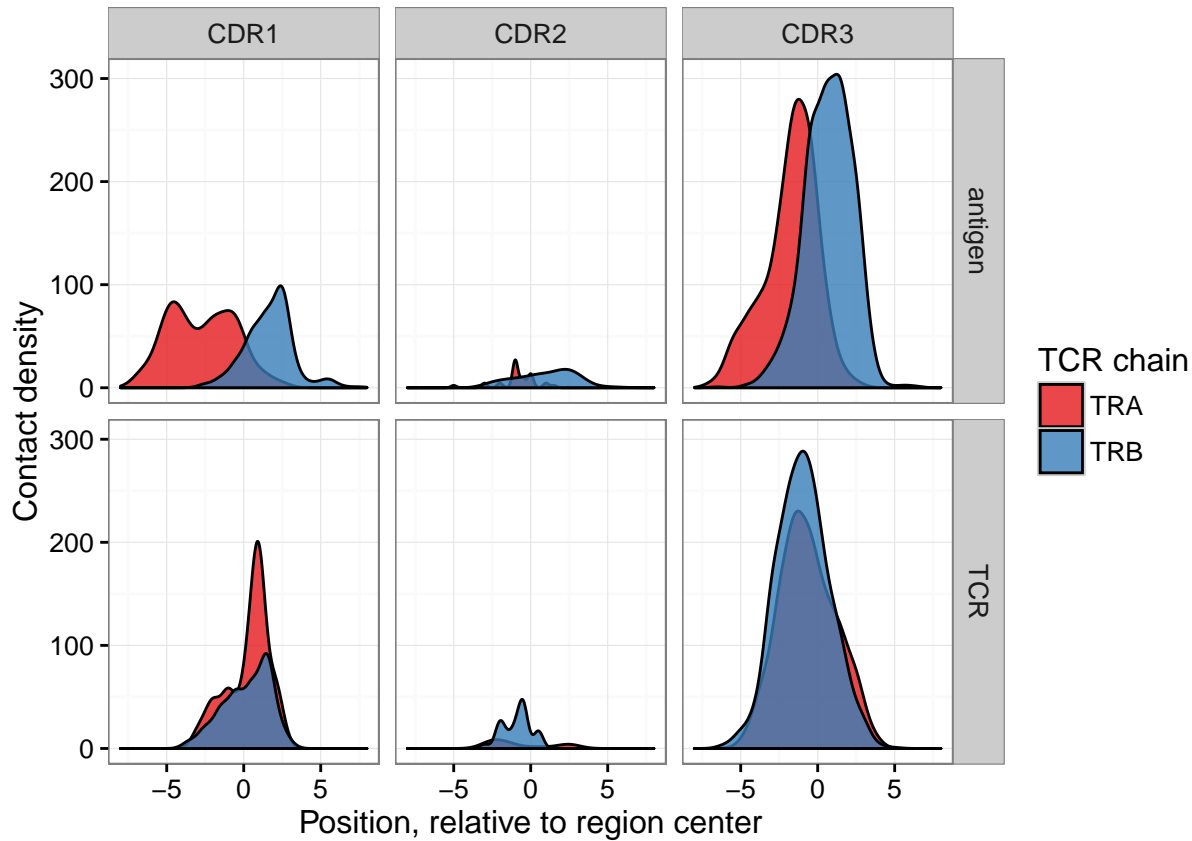 CDR1 CDR2 CDR3
300
200
100
0
antigen
300
200
100
0
TCR
−5 0 5 −5 0 5 −5 0 5
Position, relative to region center
Contact density
TCR chain
TRA
TRB